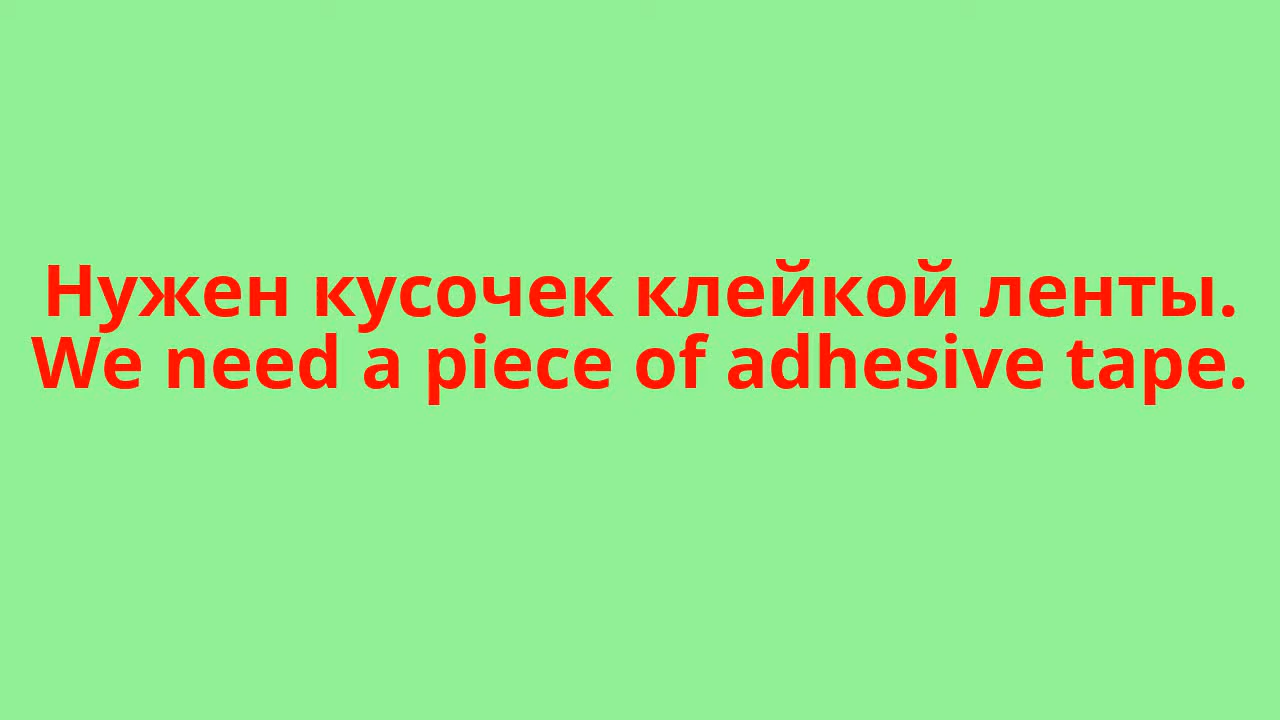 Нужен кусочек клейкой ленты.
We need a piece of adhesive tape.